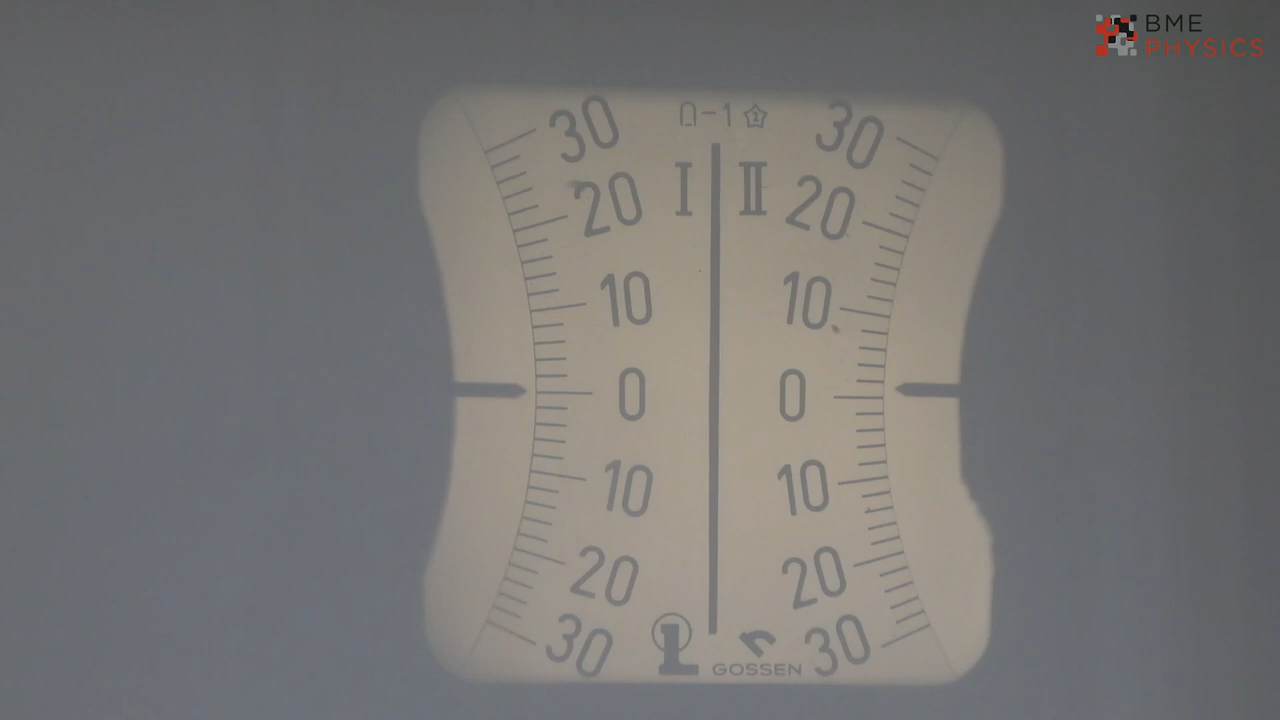 BME
PHYSICS
Ω-1 1
30 30
I II
20 20
10 10
0 0
10 10
20 20
30 30
GOSSEN